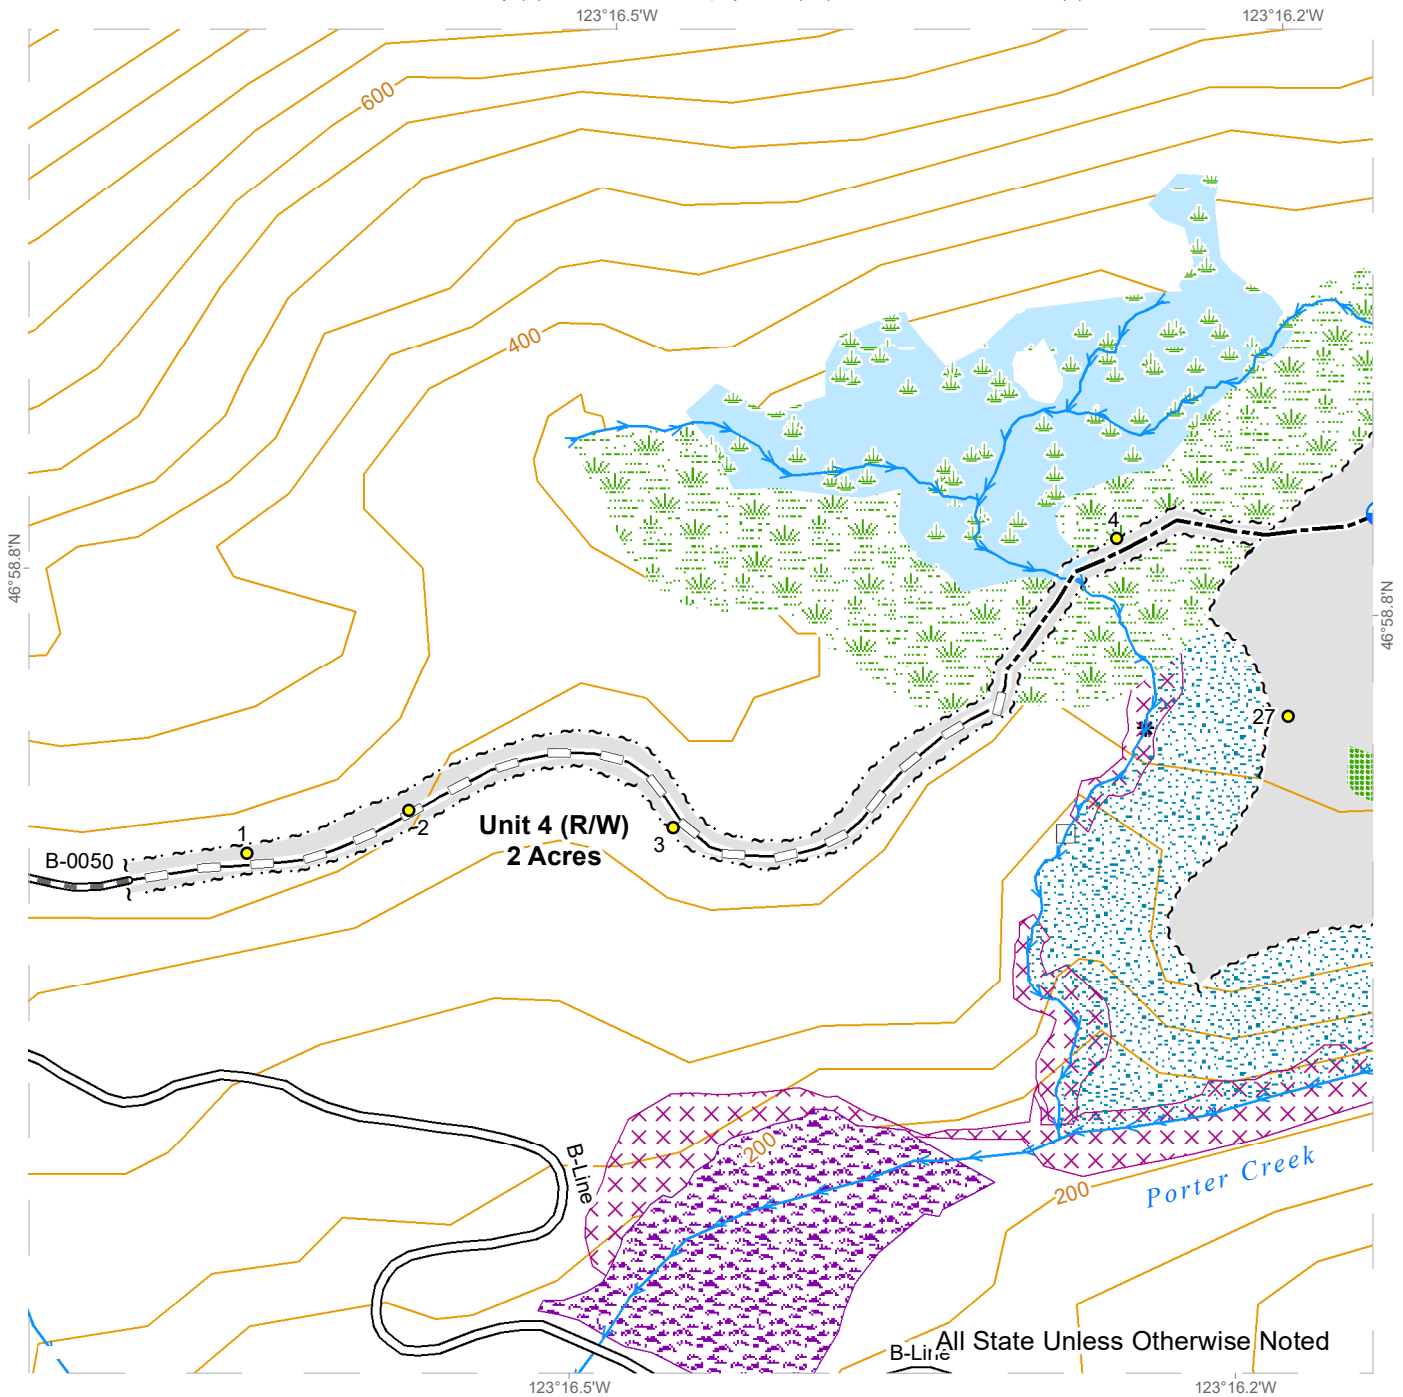 123°16.5'W
123°16.2'W
600
400
4
46°58.8'N
46°58.8'N
27
1
2
3
Unit 4 (R/W)
2 Acres
B-0050
B-Line
200
200
Porter Creek
All State Unless Otherwise Noted
B-Line
123°16.5'W
123°16.2'W